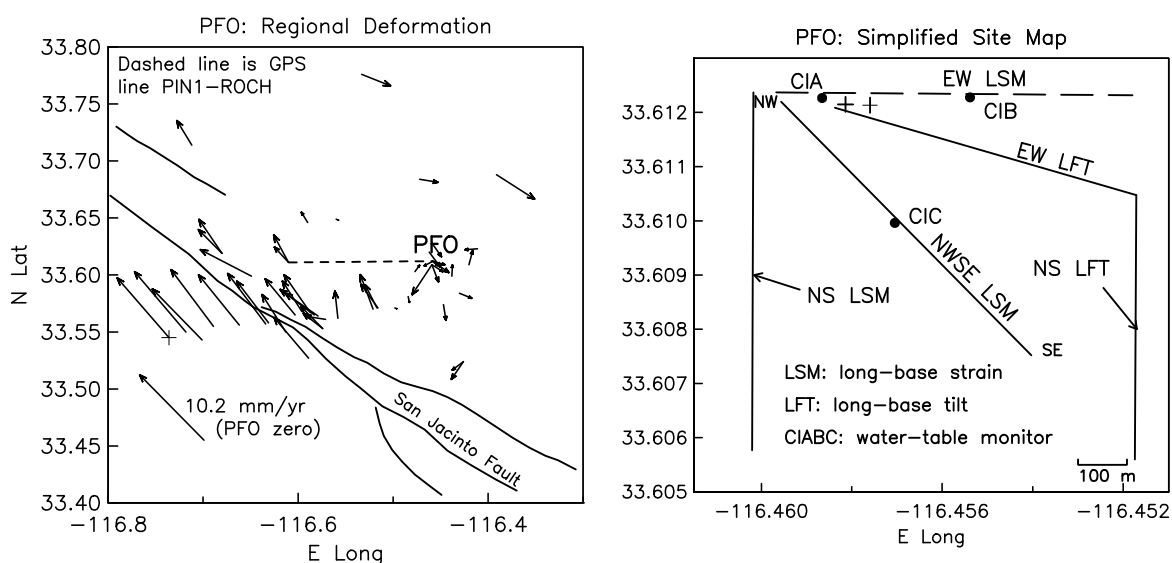 PFO: Regional Deformation
33.80
33.75
33.70
33.65
33.60
33.55
33.50
33.45
33.40
N Lat
Dashed line is GPS
line PIN1-ROCH
PFO
10.2 mm/yr
(PFO zero)
San Jacinto Fault
-116.8
-116.6
-116.4
E Long
PFO: Simplified Site Map
33.612
33.611
33.610
33.609
33.608
33.607
33.606
33.605
CIA
EW LSM
NW
CIB
EW LFT
CIC
NWSE LSM
NS LFT
NS LSM
SE
LSM: long-base strain
LFT: long-base tilt
CIABC: water-table monitor
100 m
-116.460
-116.456
-116.452
E Long